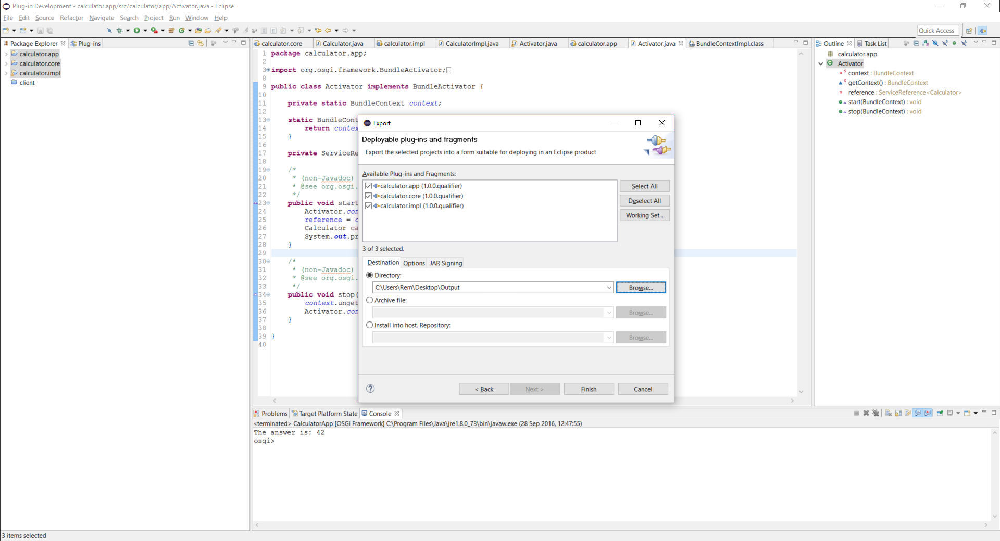 Plug-in Development - calculator.app/src/calculator/app/Activator.java - Eclipse
File Edit Source Refactor Navigate Search Project Run Window Help
Quick Access
Package Explorer Plug-ins
calculator.app
calculator.core
calculator.impl
client
calculator.core Calculator.java calculator.impl CalculatorImpl.java Activator.java calculator.app Activator.java BundleContextImpl.class
1 package calculator.app;
2
3 import org.osgi.framework.BundleActivator;
8
9 public class Activator implements BundleActivator {
10
11 private static BundleContext context;
12
13 static BundleCont
14 return contex
15 }
16
17 private ServiceRe
18
19 /*
20 * (non-Javadoc)
21 * @see org.osgi.
22 */
23 public void start
24 Activator.con
25 reference = c
26 Calculator ca
27 System.out.pr
28 }
29
30 /*
31 * (non-Javadoc)
32 * @see org.osgi.
33 */
34 public void stop(
35 context.unget
36 Activator.con
37 }
38
39 }
40
Export
Deployable plug-ins and fragments
Export the selected projects into a form suitable for deploying in an Eclipse product
Available Plug-ins and Fragments:
calculator.app (1.0.0.qualifier)
calculator.core (1.0.0.qualifier)
calculator.impl (1.0.0.qualifier)
Select All
Deselect All
Working Set...
3 of 3 selected.
Destination Options JAR Signing
Directory:
C:\Users\Rem\Desktop\Output Browse...
Archive file:
Browse...
Install into host. Repository:
Browse...
< Back Next > Finish Cancel
Outline Task List
calculator.app
Activator
context : BundleContext
getContext() : BundleContext
reference : ServiceReference<Calculator>
start(BundleContext) : void
stop(BundleContext) : void
Problems Target Platform State Console
<terminated> CalculatorApp [OSGi Framework] C:\Program Files\Java\jre1.8.0_73\bin\javaw.exe (28 Sep 2016, 12:47:55)
The answer is: 42
osgi>
3 items selected